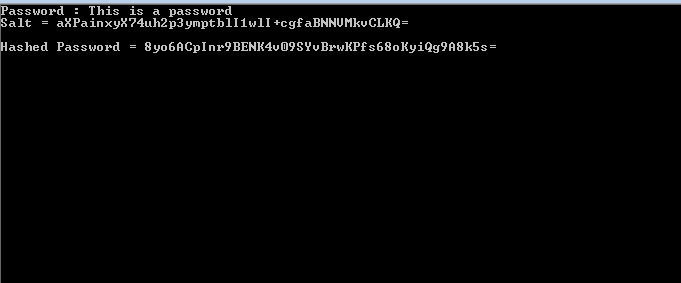 Password : This is a password
Salt = aXPainxyX74uh2p3ymptblI1wlI+cgfaBNNVMkvCLKQ=
Hashed Password = 8yo6ACpInr9BENK4v09SYvBrwKPfs68oKyiQg9A8k5s=